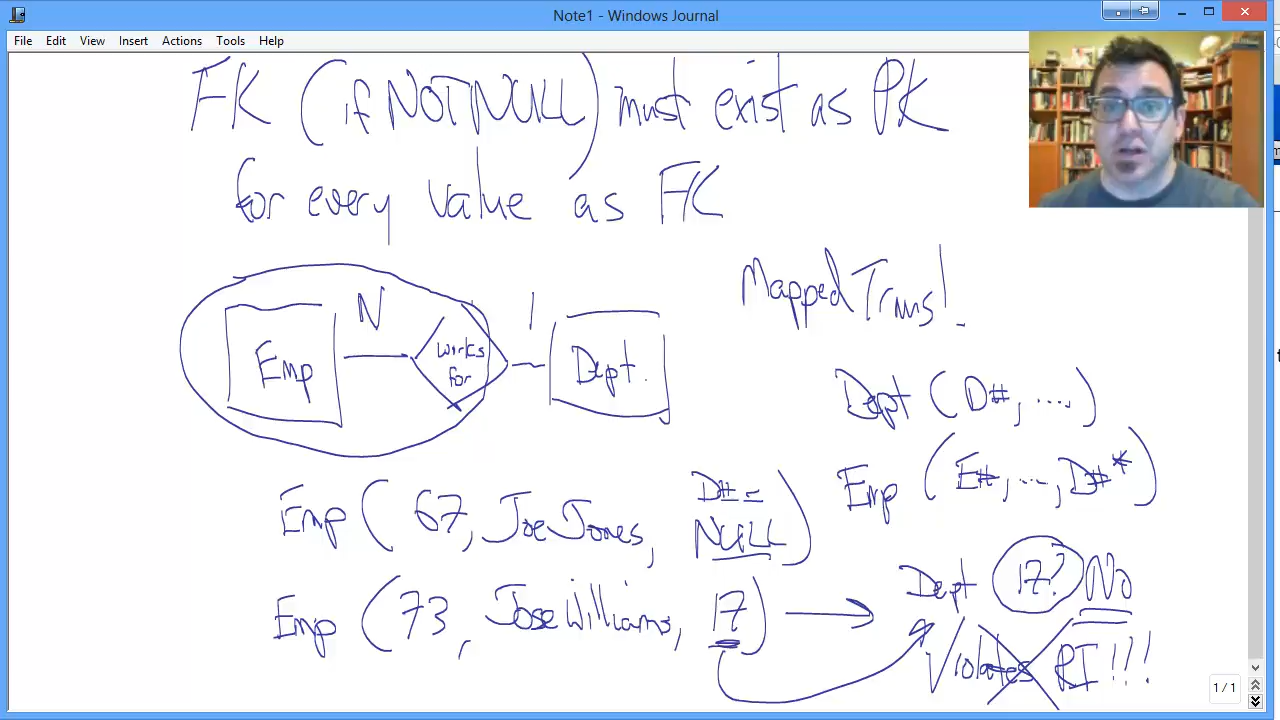 Note1 - Windows Journal
File Edit View Insert Actions Tools Help
FK (if NOT NULL) must exist as PK
for every value as FK
Mapped Trans!
Emp N works for 1 Dept.
Dept (D#, ....)
Emp (E#, ..., D#*)
Emp (67, Joe Jones, D# = NULL)
Emp (73, Jose Williams, 17)
Dept 17? No
Violates RI!!!
1/1